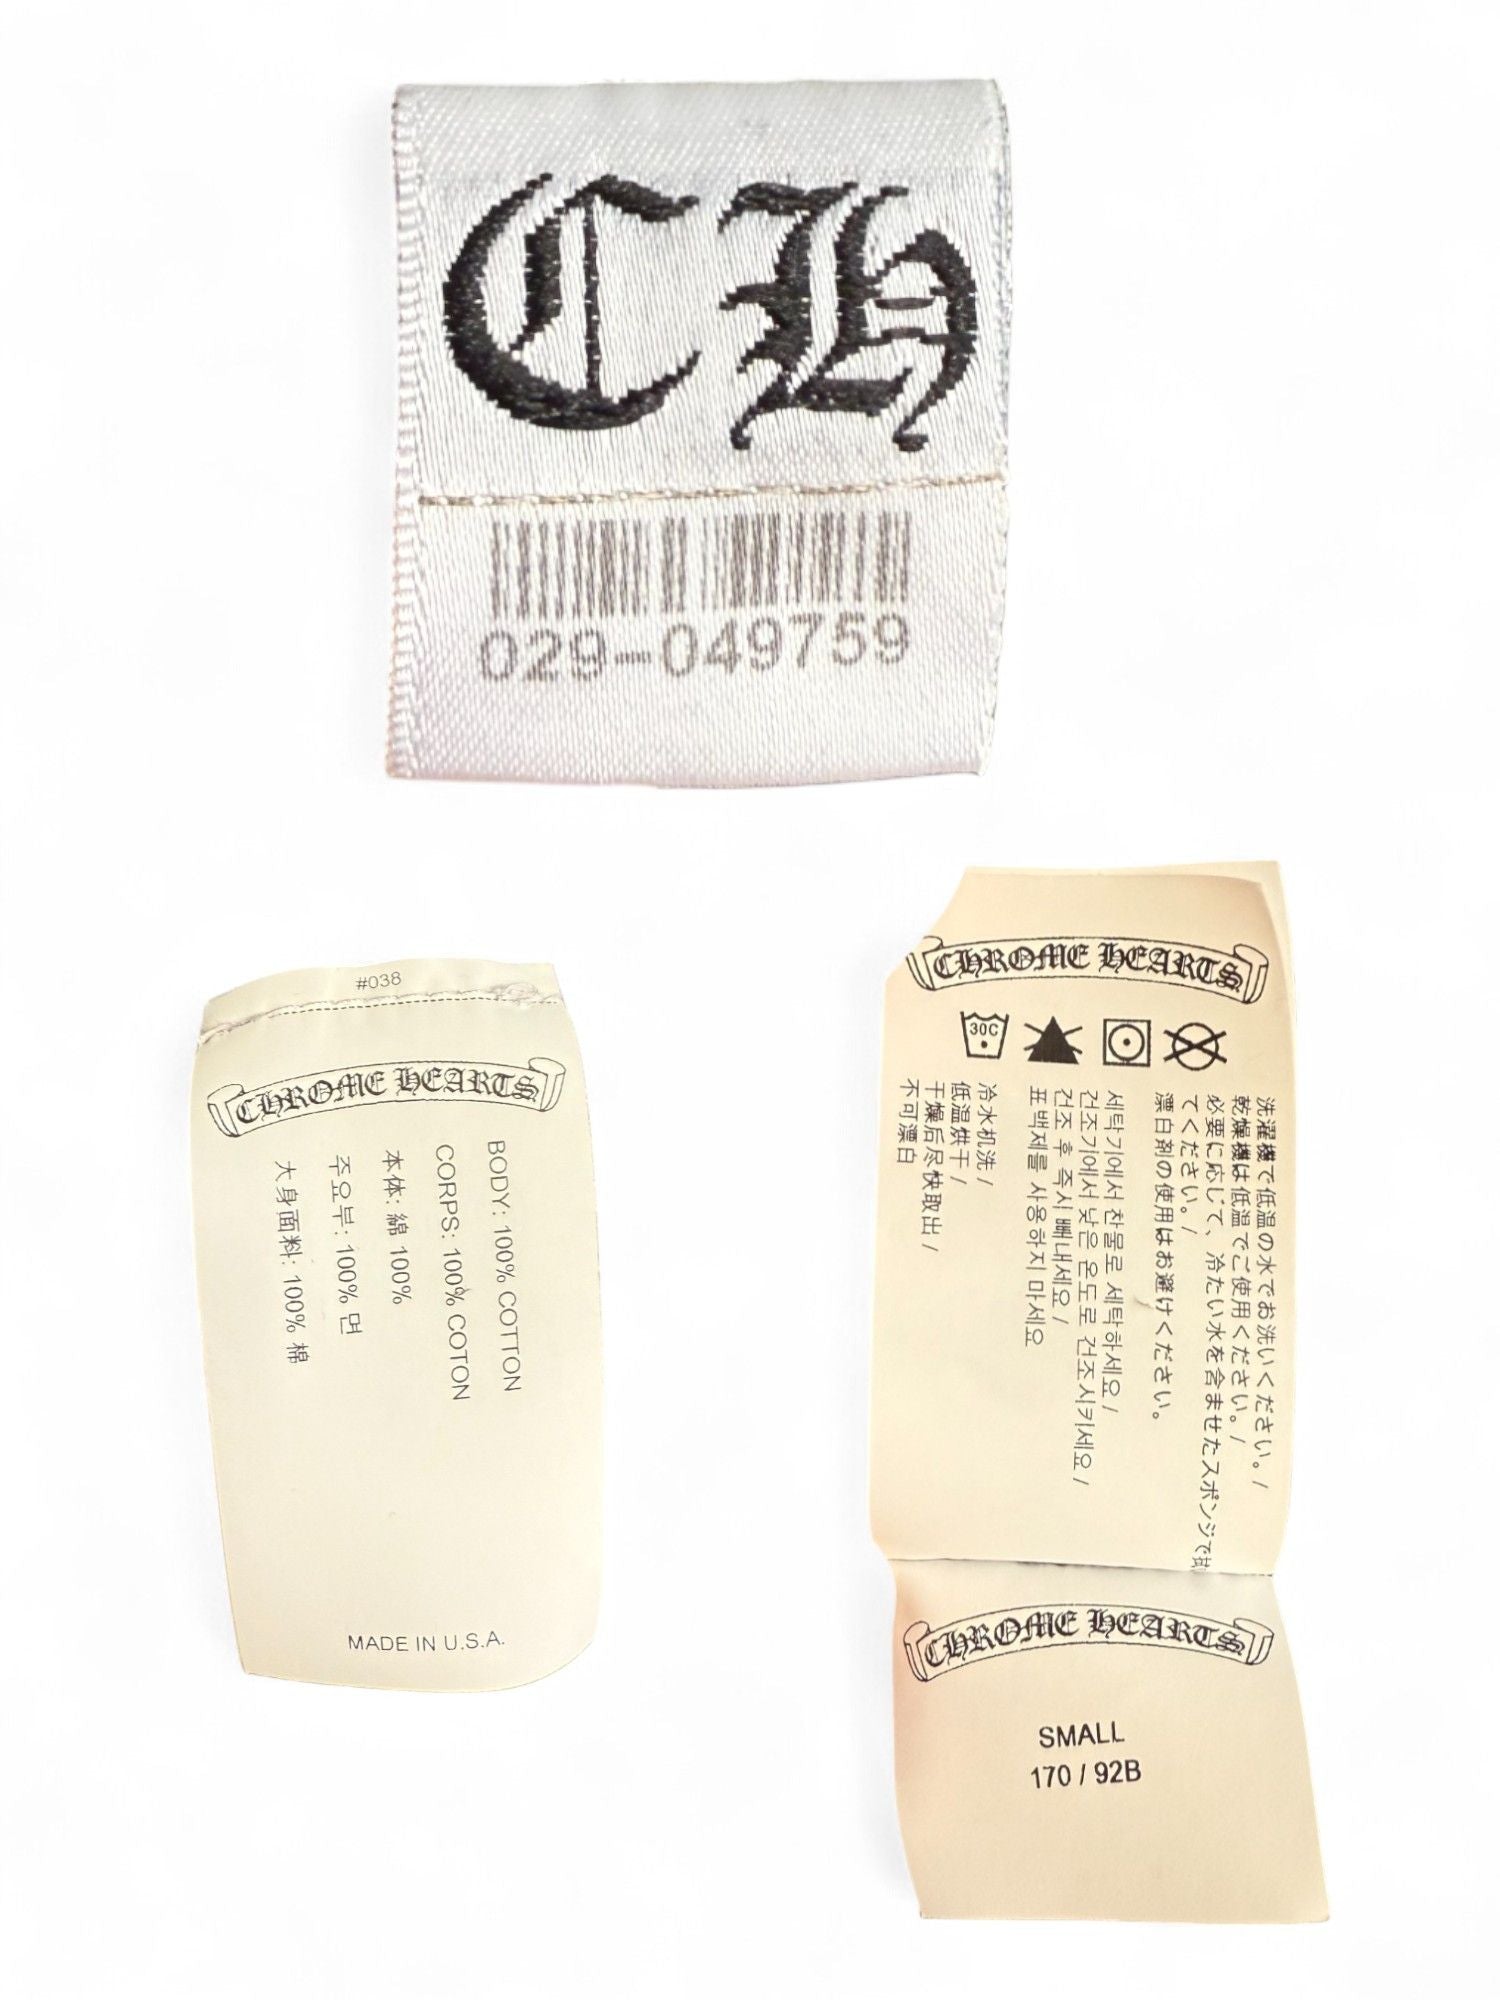 CH
029-049759
#038
CHROME HEARTS
BODY: 100% COTTON
CORPS: 100% COTON
本体: 綿 100%
주요부: 100% 면
大身面料: 100% 棉
MADE IN U.S.A.
CHROME HEARTS
30C
洗濯機で低温の水でお洗いください。/
乾燥機は低温でご使用ください。/
必要に応じて、冷たい水を含ませたスポンジで拭
てください。/
漂白剤の使用はお避けください。
세탁기에서 찬물로 세탁하세요 /
건조기에서 낮은 온도로 건조시키세요 /
건조 후 즉시 빼내세요 /
표백제를 사용하지 마세요
冷水机洗 /
低温烘干 /
干燥后尽快取出 /
不可漂白
CHROME HEARTS
SMALL
170 / 92B